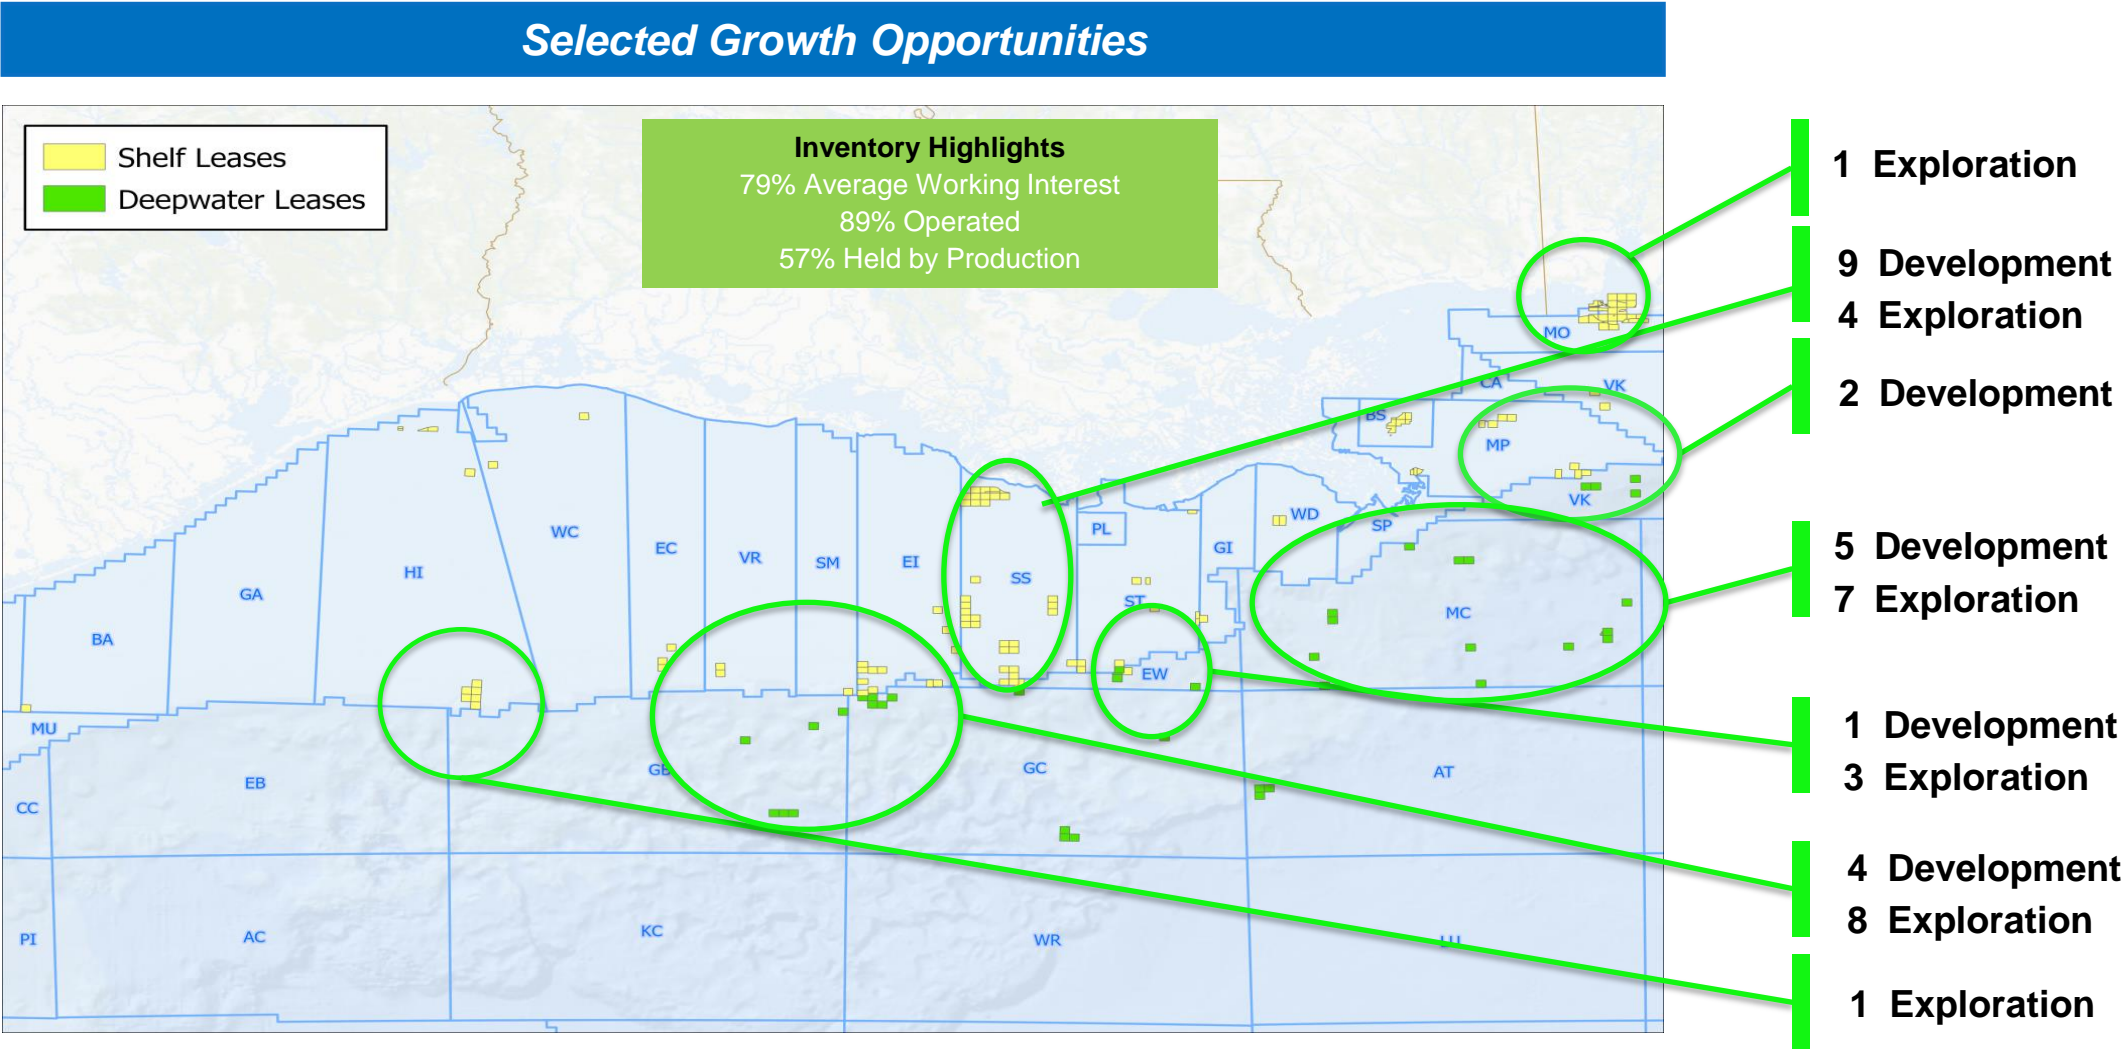 Selected Growth Opportunities
Shelf Leases
Deepwater Leases
Inventory Highlights
79% Average Working Interest
89% Operated
57% Held by Production
1 Exploration
9 Development
4 Exploration
2 Development
5 Development
7 Exploration
1 Development
3 Exploration
4 Development
8 Exploration
1 Exploration
MO
CA
VK
BS
MP
VK
WC
PL
WD
SP
EC
VR
SM
EI
SS
GI
HI
GA
ST
MC
BA
EW
MU
EB
GB
GC
AT
CC
PI
AC
KC
WR
LU